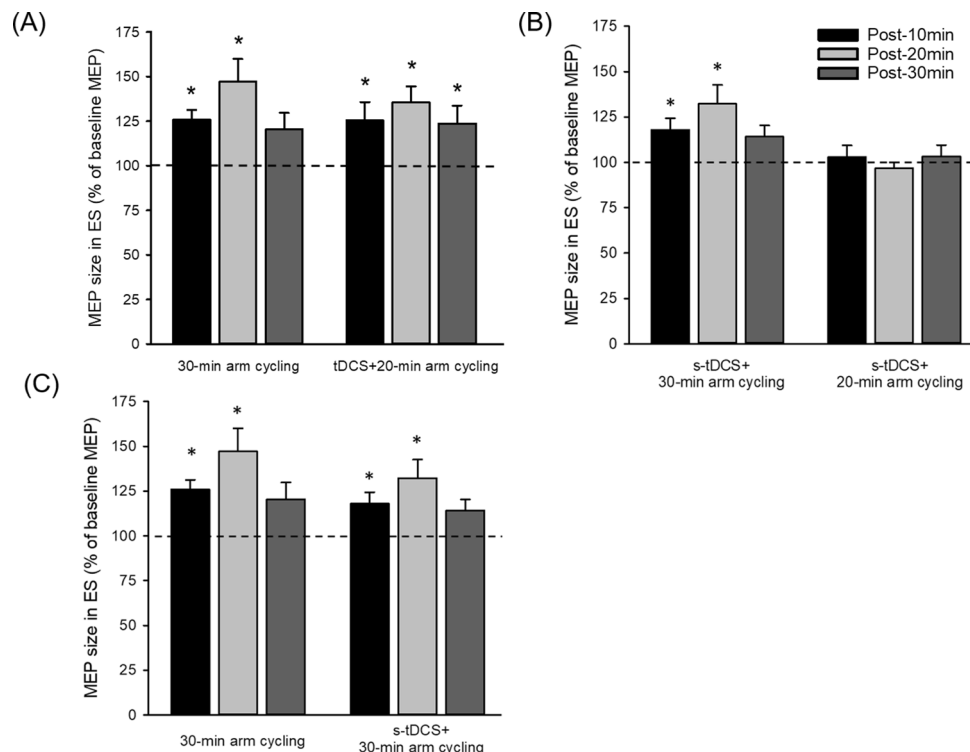 (A)
MEP size in ES (% of baseline MEP)
175
150
125
100
75
50
25
0
*
*
*
*
*
30-min arm cycling
tDCS+20-min arm cycling
(B)
MEP size in ES (% of baseline MEP)
175
150
125
100
75
50
25
0
*
*
Post-10min
Post-20min
Post-30min
s-tDCS+
30-min arm cycling
s-tDCS+
20-min arm cycling
(C)
MEP size in ES (% of baseline MEP)
175
150
125
100
75
50
25
0
*
*
*
*
30-min arm cycling
s-tDCS+
30-min arm cycling